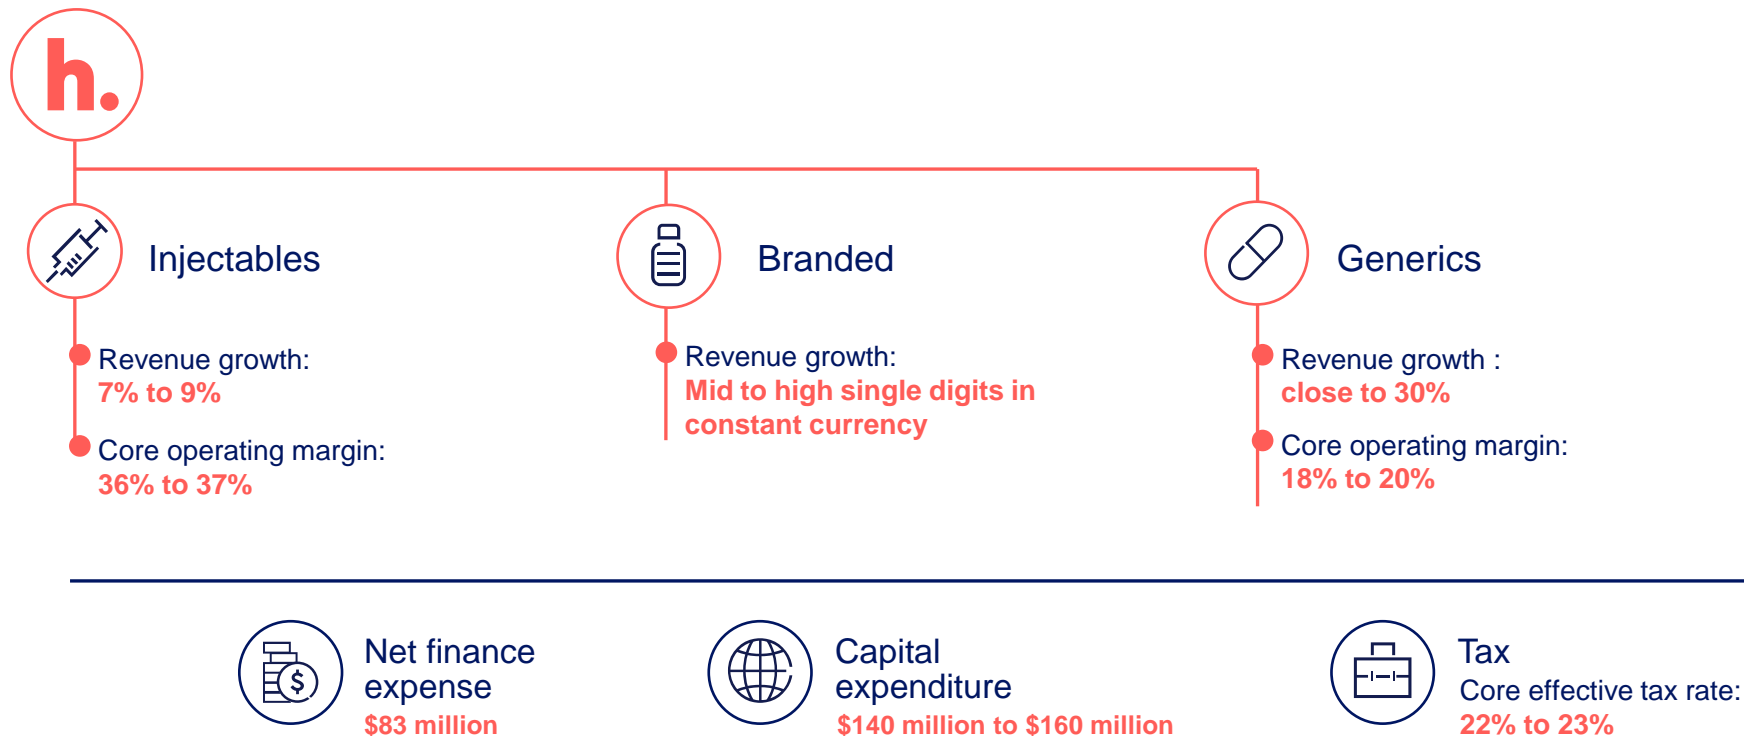 h.
Injectables
Revenue growth:
7% to 9%
Core operating margin:
36% to 37%
Branded
Revenue growth:
Mid to high single digits in
constant currency
Generics
Revenue growth :
close to 30%
Core operating margin:
18% to 20%
$
Net finance
expense
$83 million
Capital
expenditure
$140 million to $160 million
Tax
Core effective tax rate:
22% to 23%